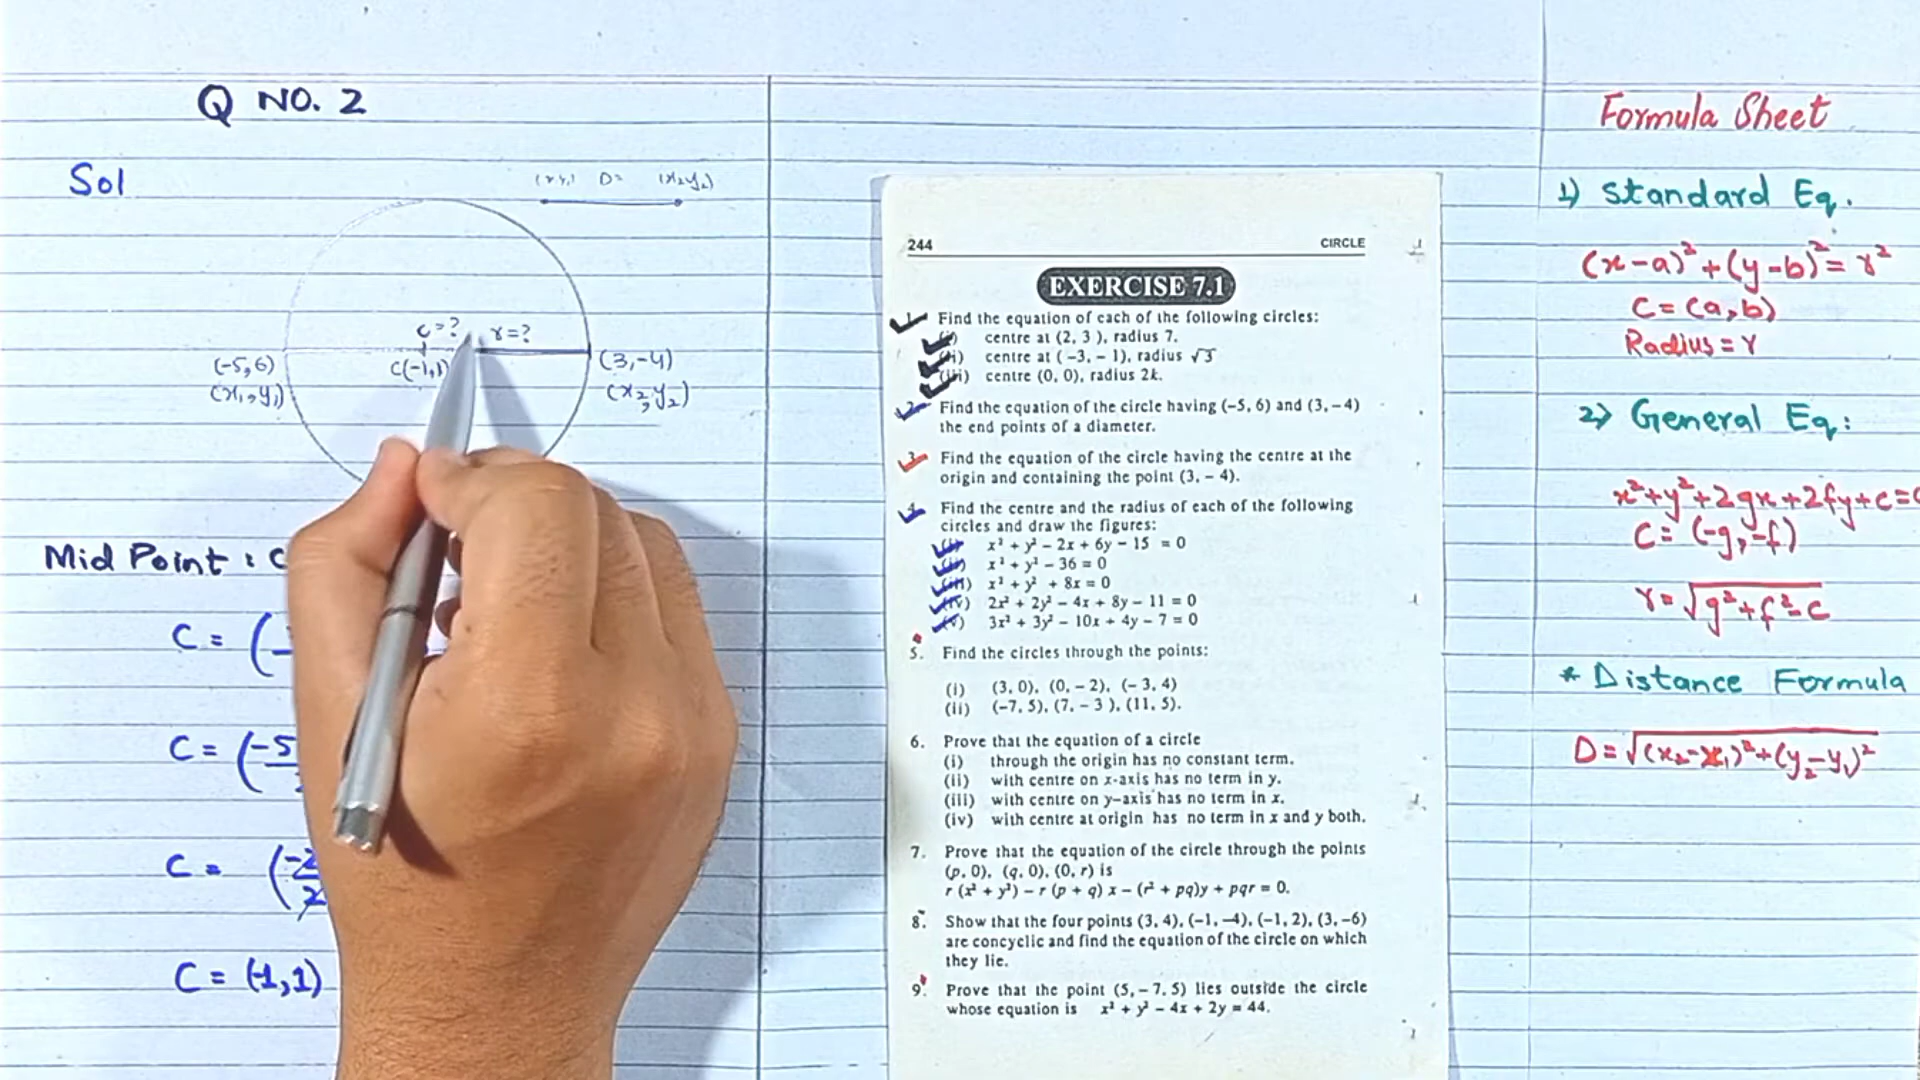 Q NO. 2
Sol
D= (x₂y₂)
c=? r=?
(-5,6) C(-1,1) (3,-4)
(x₁,y₁) (x₂,y₂)
Mid Point : C
C = (-
C = (-5
C = (-2
2
C = (-1,1)
244 CIRCLE
EXERCISE 7.1
1. Find the equation of each of the following circles:
(i) centre at (2, 3 ), radius 7.
(ii) centre at ( −3, − 1), radius √3
(iii) centre (0, 0), radius 2k.
2. Find the equation of the circle having (−5, 6) and (3, −4)
the end points of a diameter.
3. Find the equation of the circle having the centre at the
origin and containing the point (3, − 4).
4. Find the centre and the radius of each of the following
circles and draw the figures:
(i) x² + y² − 2x + 6y − 15 = 0
(ii) x² + y² − 36 = 0
(iii) x² + y² + 8x = 0
(iv) 2x² + 2y² − 4x + 8y − 11 = 0
(v) 3x² + 3y² − 10x + 4y − 7 = 0
5. Find the circles through the points:
(i) (3, 0), (0, − 2), (− 3, 4)
(ii) (−7, 5), (7, − 3 ), (11, 5).
6. Prove that the equation of a circle
(i) through the origin has no constant term.
(ii) with centre on x-axis has no term in y.
(iii) with centre on y-axis has no term in x.
(iv) with centre at origin has no term in x and y both.
7. Prove that the equation of the circle through the points
(p, 0), (q, 0), (0, r) is
r (x² + y²) − r (p + q) x − (r² + pq)y + pqr = 0.
8. Show that the four points (3, 4), (−1, −4), (−1, 2), (3, −6)
are concyclic and find the equation of the circle on which
they lie.
9. Prove that the point (5, − 7, 5) lies outside the circle
whose equation is x² + y² − 4x + 2y = 44.
Formula Sheet
1) Standard Eq.
(x-a)²+(y-b)²=r²
C=(a,b)
Radius=r
2) General Eq:
x²+y²+2gx+2fy+c=0
C=(-g,-f)
r=√g²+f²-c
* Distance Formula
D=√(x₂-x₁)²+(y₂-y₁)²